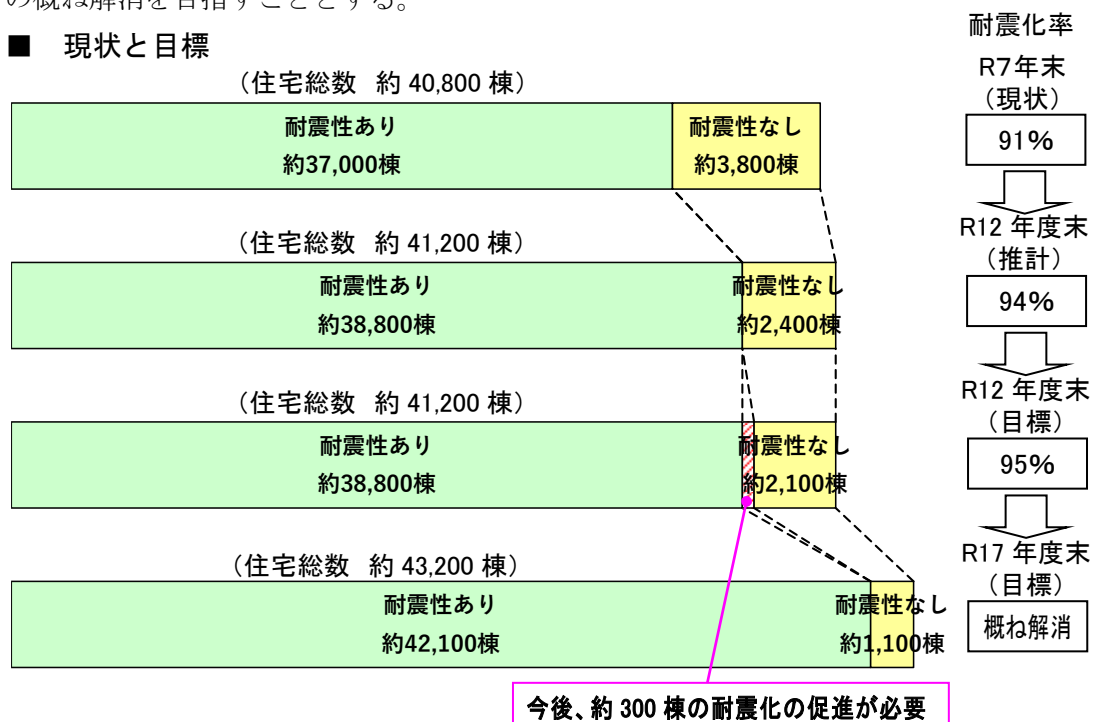 の概ね解消を目指すこととする。
■ 現状と目標
耐震化率
(住宅総数 約 40,800 棟)
耐震性あり
約37,000棟
耐震性なし
約3,800棟
R7年末
(現状)
91%
(住宅総数 約 41,200 棟)
耐震性あり
約38,800棟
耐震性なし
約2,400棟
R12 年度末
(推計)
94%
(住宅総数 約 41,200 棟)
耐震性あり
約38,800棟
耐震性なし
約2,100棟
R12 年度末
(目標)
95%
(住宅総数 約 43,200 棟)
耐震性あり
約42,100棟
耐震性なし
約1,100棟
R17 年度末
(目標)
概ね解消
今後、約 300 棟の耐震化の促進が必要